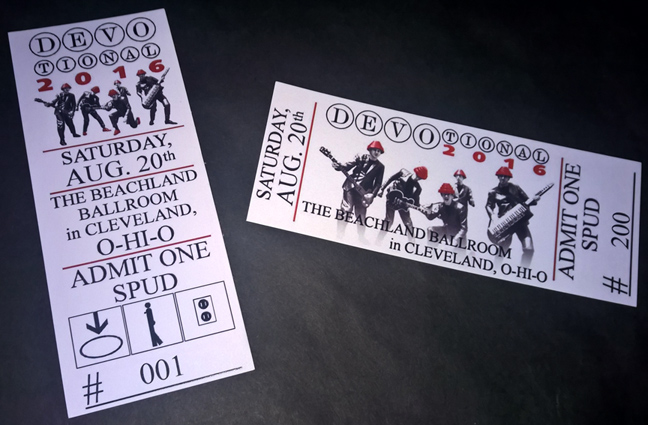 DEVO
TIONAL
2016
SATURDAY,
AUG. 20th
THE BEACHLAND
BALLROOM
in CLEVELAND,
O-HI-O
ADMIT ONE
SPUD
# 001
SATURDAY,
AUG. 20th
DEVOTIONAL
2016
THE BEACHLAND BALLROOM
in CLEVELAND, O-HI-O
ADMIT ONE
SPUD
# 200